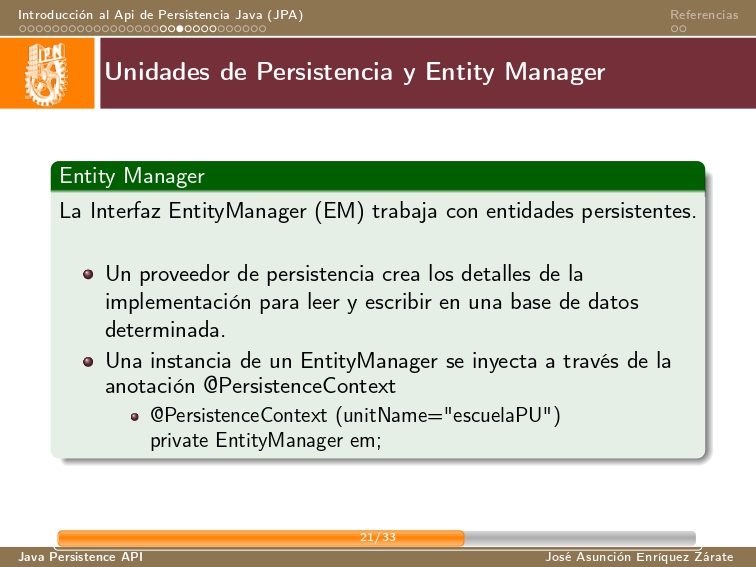 Introducción al Api de Persistencia Java (JPA)
Referencias
IPN
Unidades de Persistencia y Entity Manager
Entity Manager
La Interfaz EntityManager (EM) trabaja con entidades persistentes.
Un proveedor de persistencia crea los detalles de la
implementación para leer y escribir en una base de datos
determinada.
Una instancia de un EntityManager se inyecta a través de la
anotación @PersistenceContext
@PersistenceContext (unitName="escuelaPU")
private EntityManager em;
21/33
Java Persistence API
José Asunción Enríquez Zárate